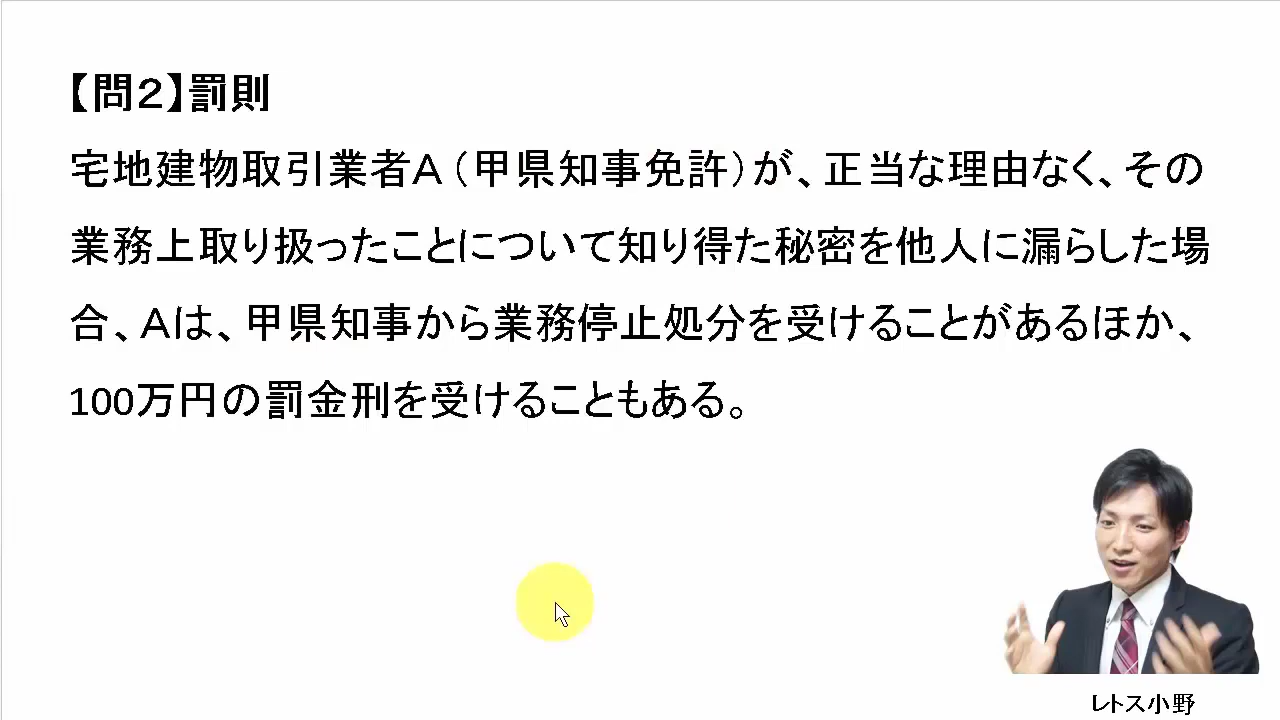 【問２】罰則
宅地建物取引業者Ａ（甲県知事免許）が、正当な理由なく、その
業務上取り扱ったことについて知り得た秘密を他人に漏らした場
合、Ａは、甲県知事から業務停止処分を受けることがあるほか、
100万円の罰金刑を受けることもある。
レトス小野